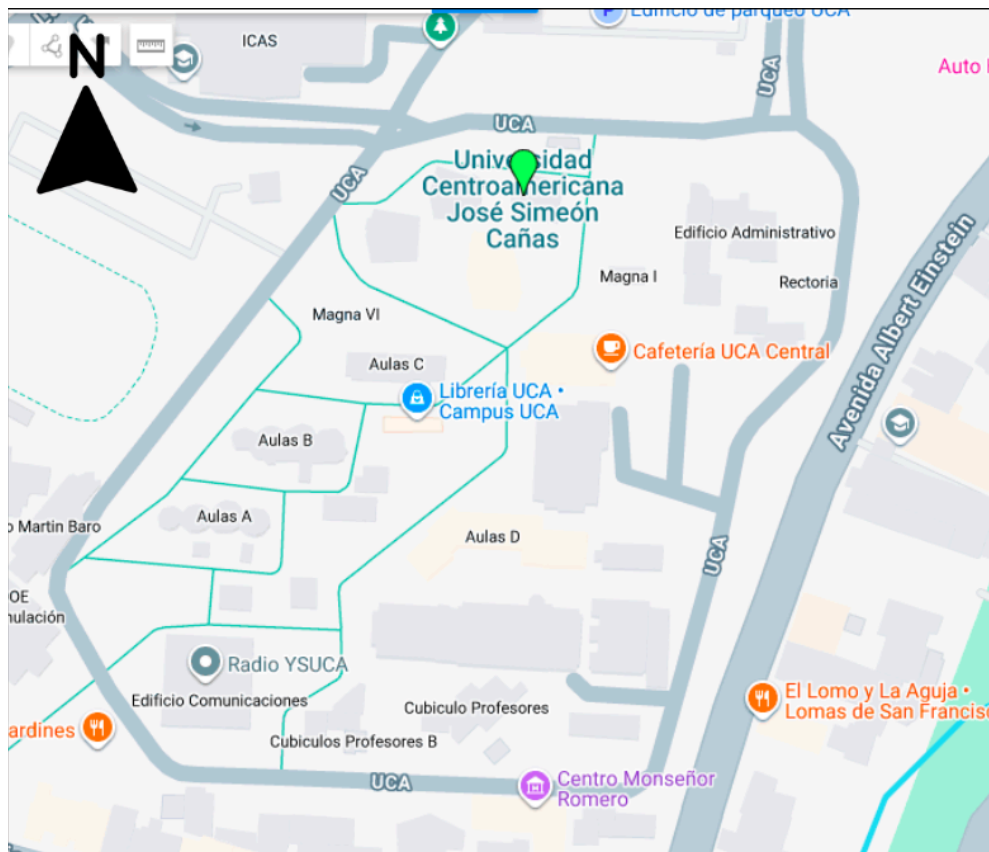 Edificio de parqueo UCA
N
ICAS
UCA
Auto
UCA
UCA
Universidad
Centroamericana
José Simeón
Cañas
Edificio Administrativo
Magna I
Rectoria
Avenida Albert Einstein
Magna VI
Cafetería UCA Central
Aulas C
Librería UCA •
Campus UCA
Aulas B
Aulas A
o Martin Baro
Aulas D
UCA
OE
nulación
Radio YSUCA
Edificio Comunicaciones
Cubiculo Profesores
El Lomo y La Aguja •
Lomas de San Francisc
ardines
Cubiculos Profesores B
UCA
Centro Monseñor
Romero